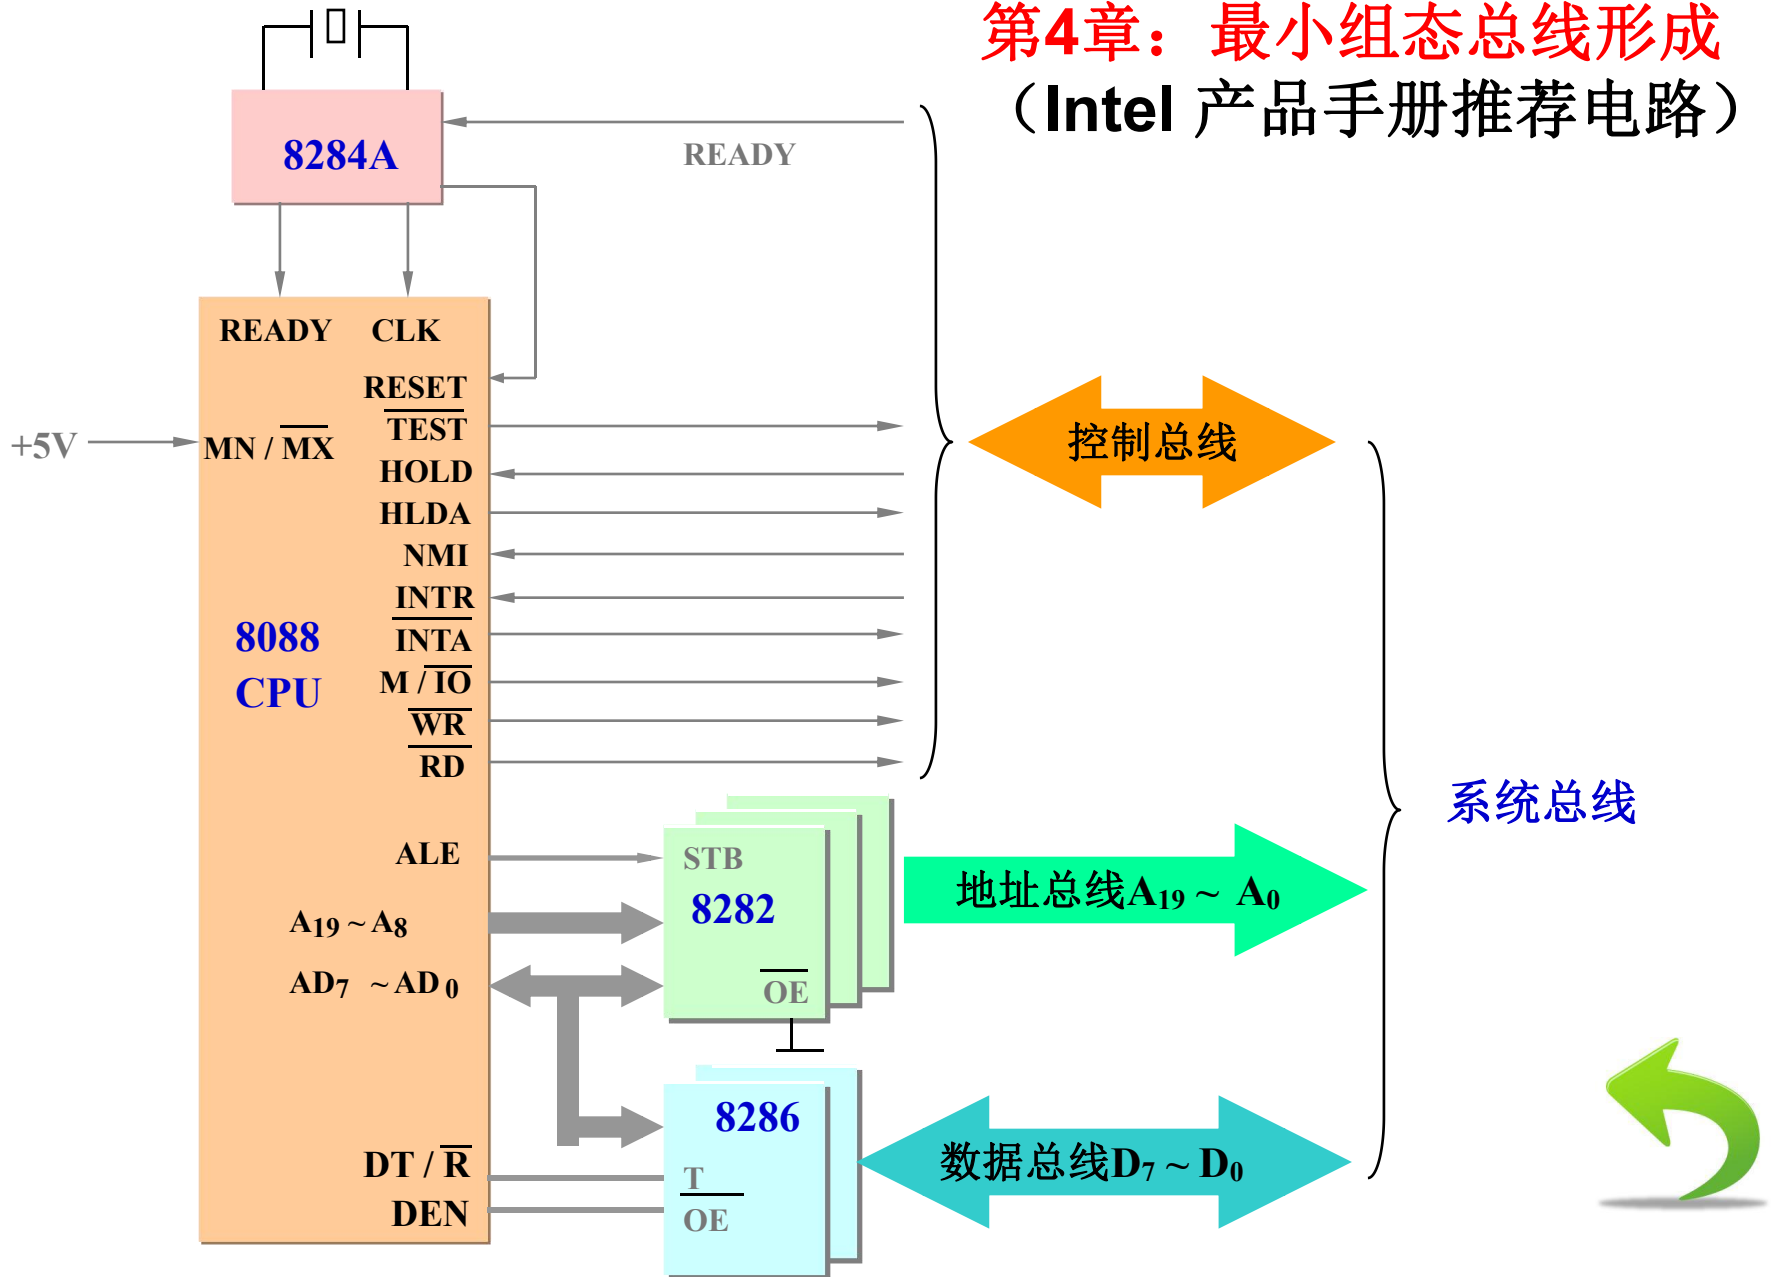 第4章：最小组态总线形成
（Intel 产品手册推荐电路）
8284A
READY
READY CLK
RESET
TEST
+5V
MN / MX
HOLD
HLDA
NMI
INTR
INTA
8088
CPU
M / IO
WR
RD
控制总线
系统总线
ALE
STB
8282
A19 ~ A8
AD7 ~ AD0
OE
地址总线A19 ~ A0
8286
DT / R
T
DEN
OE
数据总线D7 ~ D0